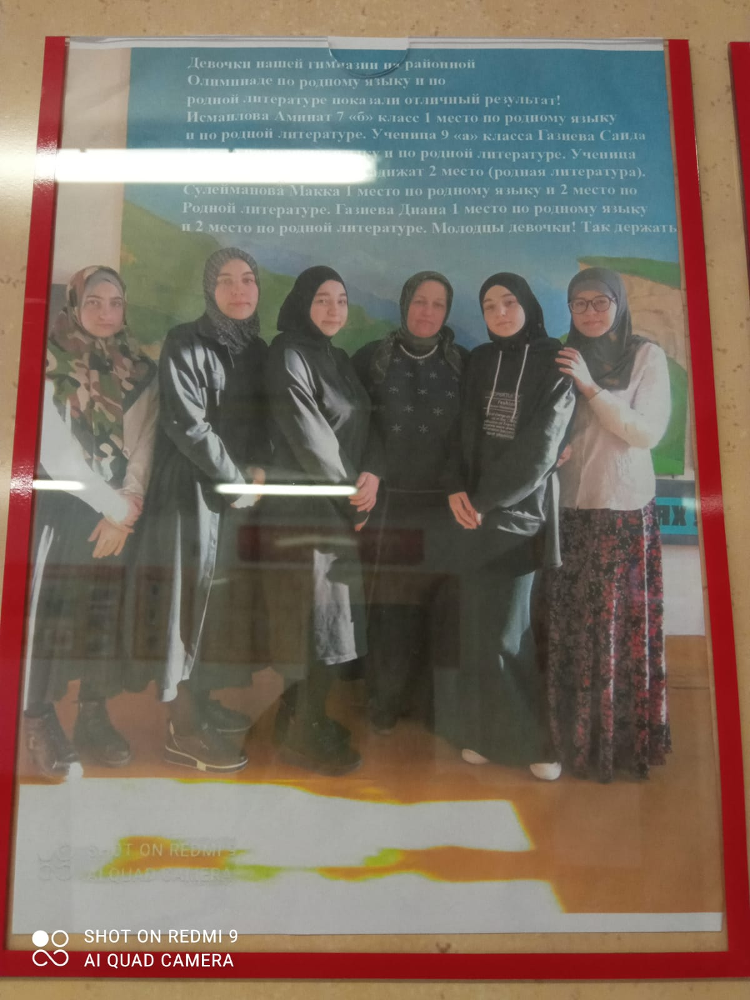 Девочки нашей гимназии на районной
Олимпиаде по родному языку и по
родной литературе показали отличный результат!
Исмаилова Аминат 7 «б» класс 1 место по родному языку
и по родной литературе. Ученица 9 «а» класса Газиева Саида
и по родной литературе. Ученица
2 место (родная литература).
Сулейманова Макка 1 место по родному языку и 2 место по
Родной литературе. Газиева Диана 1 место по родному языку
и 2 место по родной литературе. Молодцы девочки! Так держать
Fashion
SHOT ON REDMI 9
AI QUAD CAMERA
SHOT ON REDMI 9
AI QUAD CAMERA